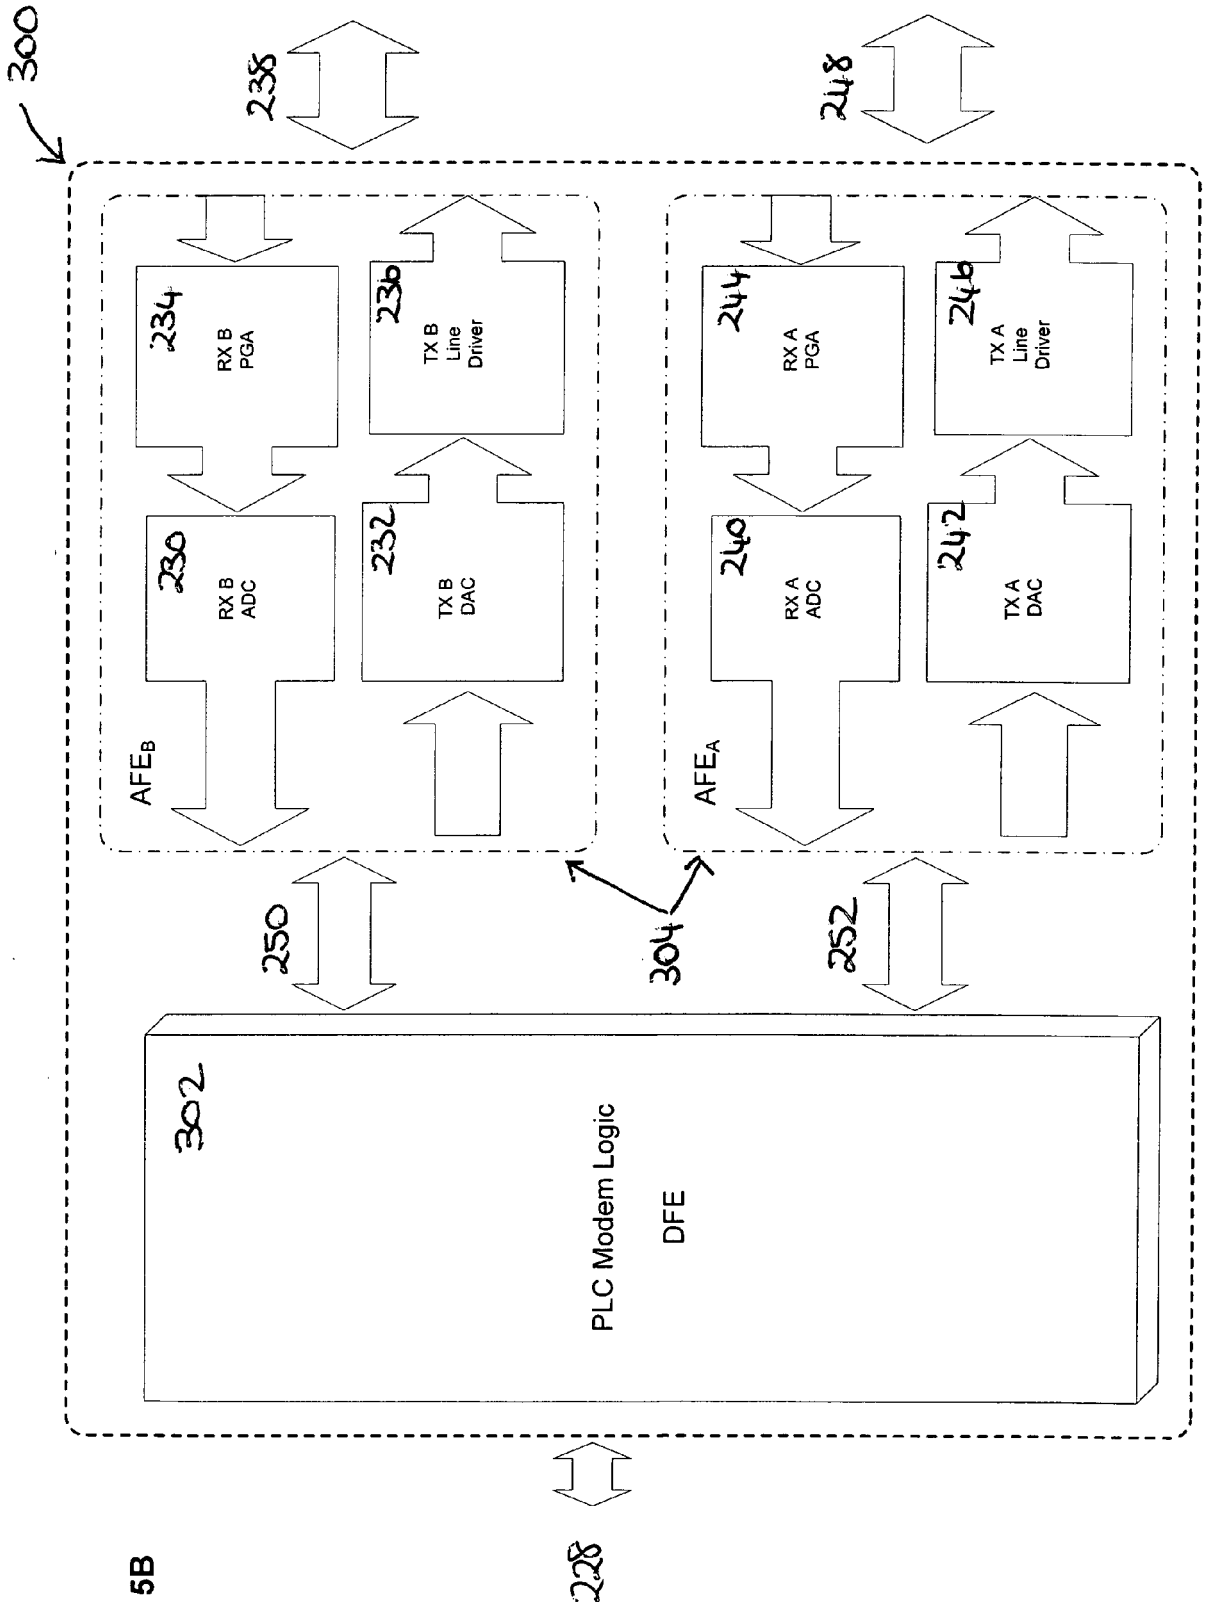 300
238
248
AFE_B
234
RX B
PGA
230
RX B
ADC
236
TX B
Line
Driver
232
TX B
DAC
AFE_A
244
RX A
PGA
240
RX A
ADC
246
TX A
Line
Driver
242
TX A
DAC
250
304
252
302
PLC Modem Logic
DFE
228
5B